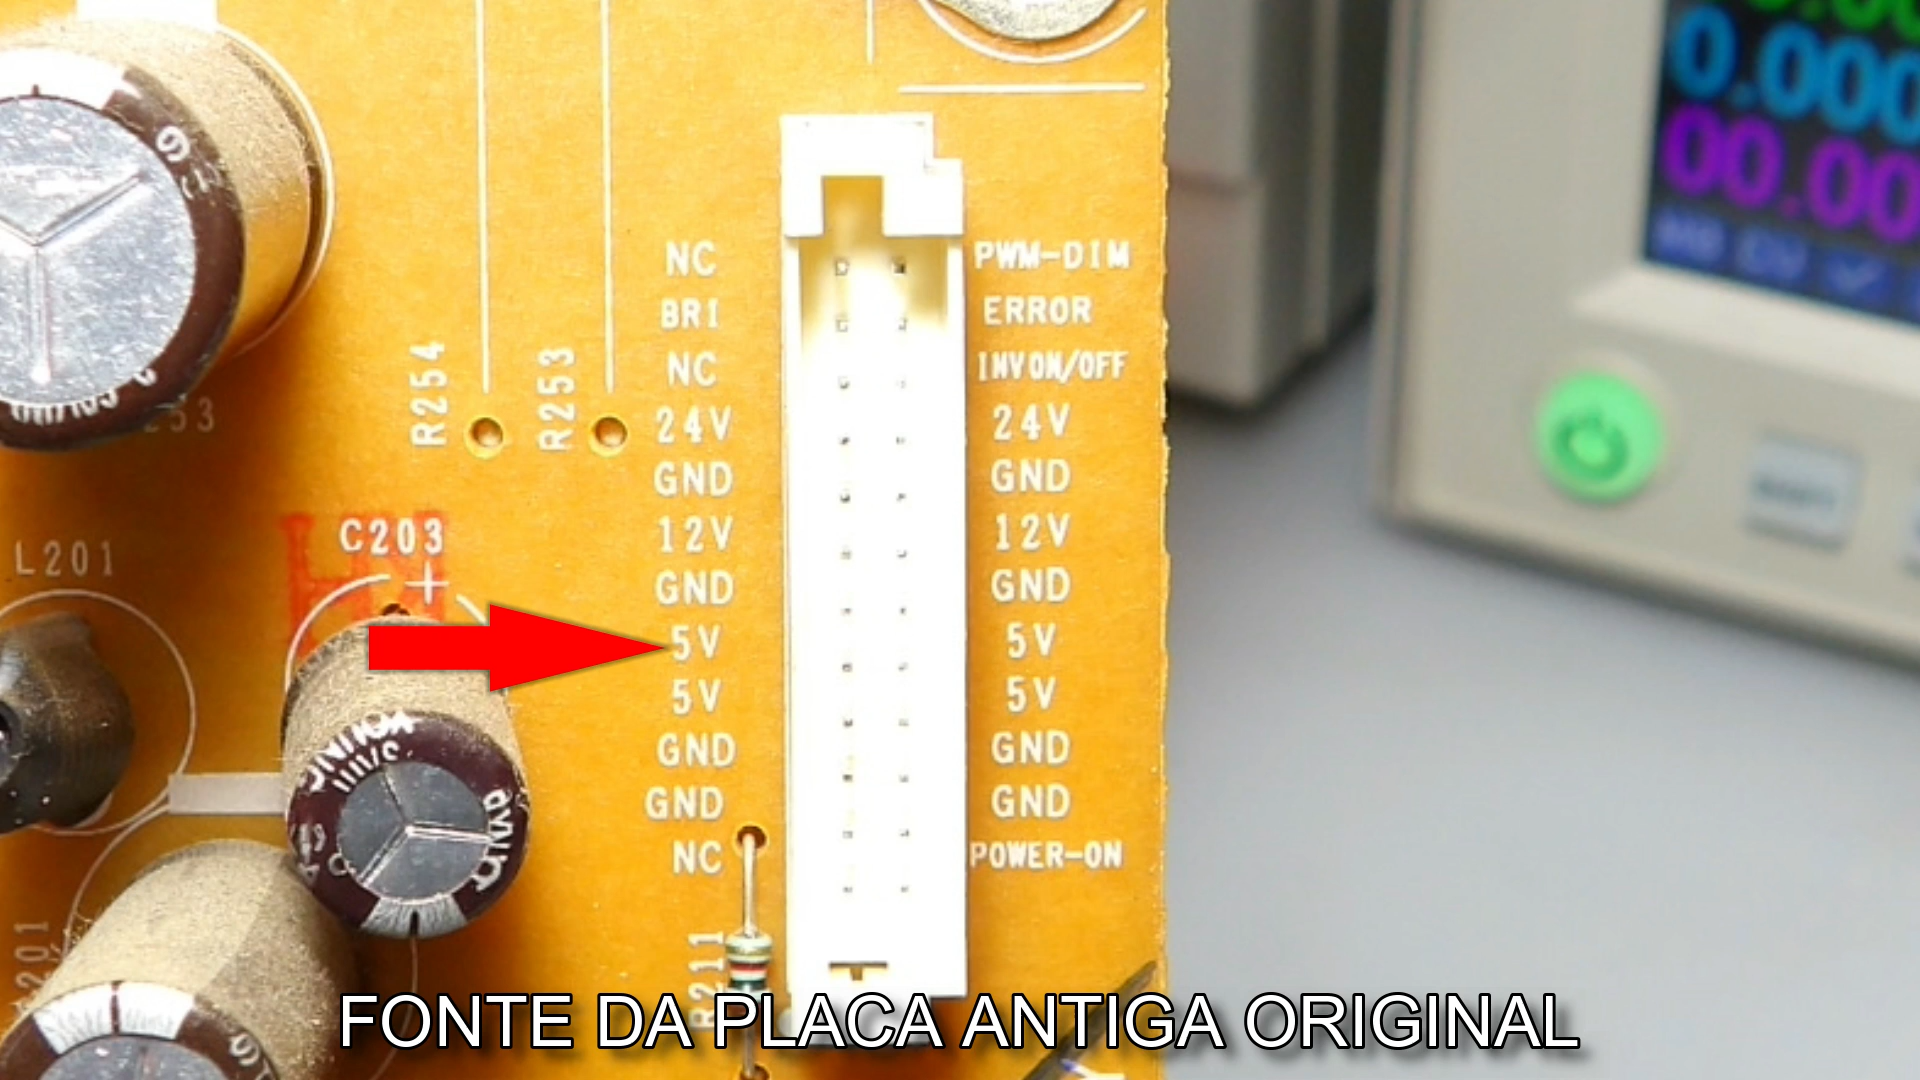 0.000
00.00
NC PWM-DIM
BRI ERROR
NC INVON/OFF
24V 24V
GND GND
12V 12V
GND GND
5V 5V
5V 5V
GND GND
GND GND
NC POWER-ON
R254
R253
C203
+
L201
R211
FONTE DA PLACA ANTIGA ORIGINAL